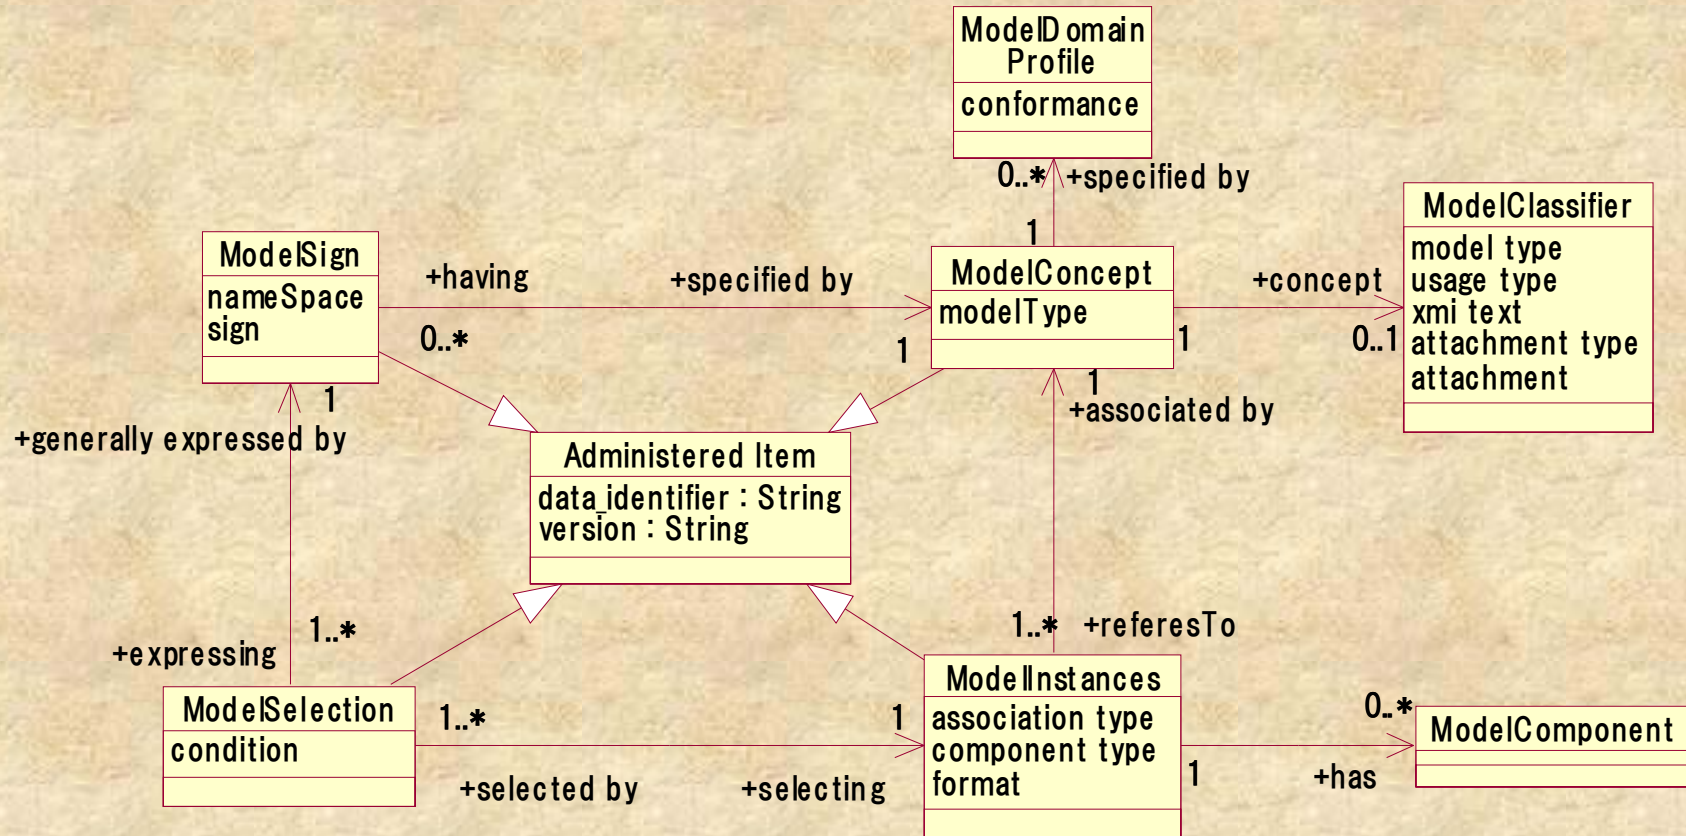 ModelDomain
Profile
conformance
0..*
+specified by
1
ModelClassifier
model type
usage type
xmi text
attachment type
attachment
ModelSign
nameSpace
sign
+having
+specified by
0..*
1
ModelConcept
modelType
+concept
1
0..1
1
+generally expressed by
1
+associated by
Administered Item
data_identifier : String
version : String
1..*
+expressing
1..*
+referesTo
ModelSelection
condition
1..*
1
+selected by
+selecting
ModelInstances
association type
component type
format
0..*
1
+has
ModelComponent